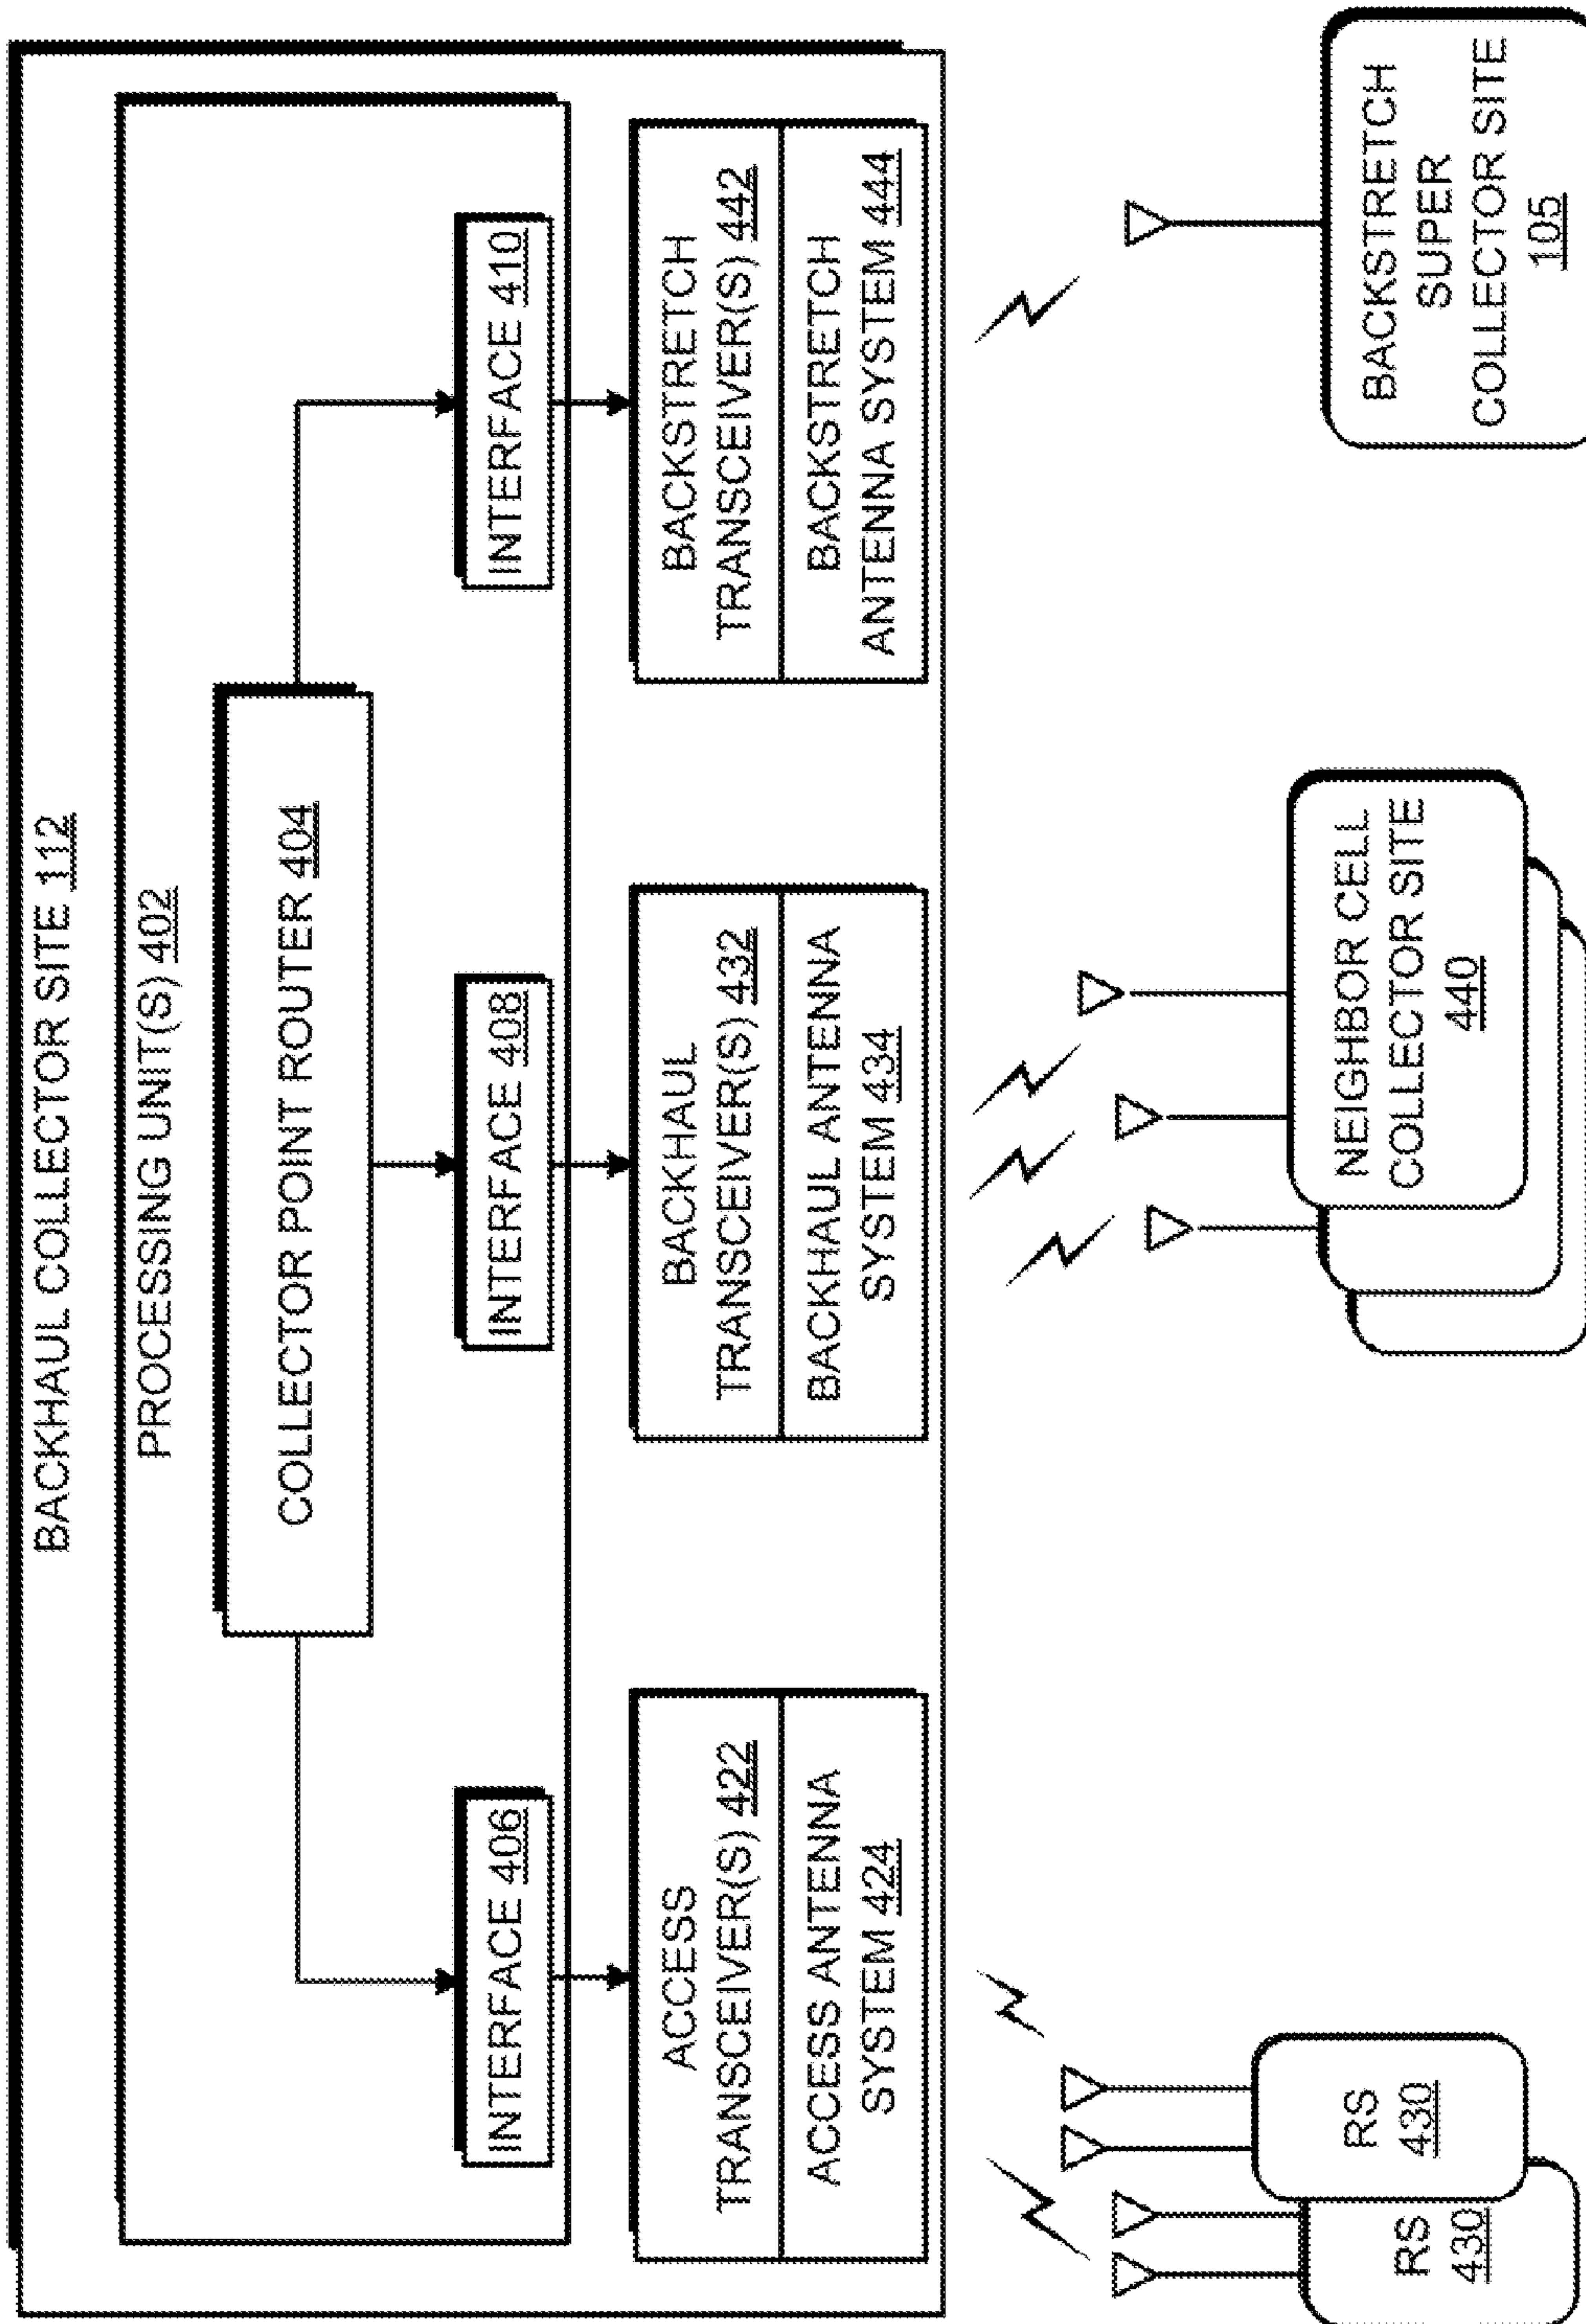 BACKHAUL COLLECTOR SITE 112
PROCESSING UNIT(S) 402
COLLECTOR POINT ROUTER 404
INTERFACE 406
INTERFACE 408
INTERFACE 410
ACCESS
TRANSCEIVER(S) 422
ACCESS ANTENNA
SYSTEM 424
BACKHAUL
TRANSCEIVER(S) 432
BACKHAUL ANTENNA
SYSTEM 434
BACKSTRETCH
TRANSCEIVER(S) 442
BACKSTRETCH
ANTENNA SYSTEM 444
RS
430
RS
430
NEIGHBOR CELL
COLLECTOR SITE
440
BACKSTRETCH
SUPER
COLLECTOR SITE
105